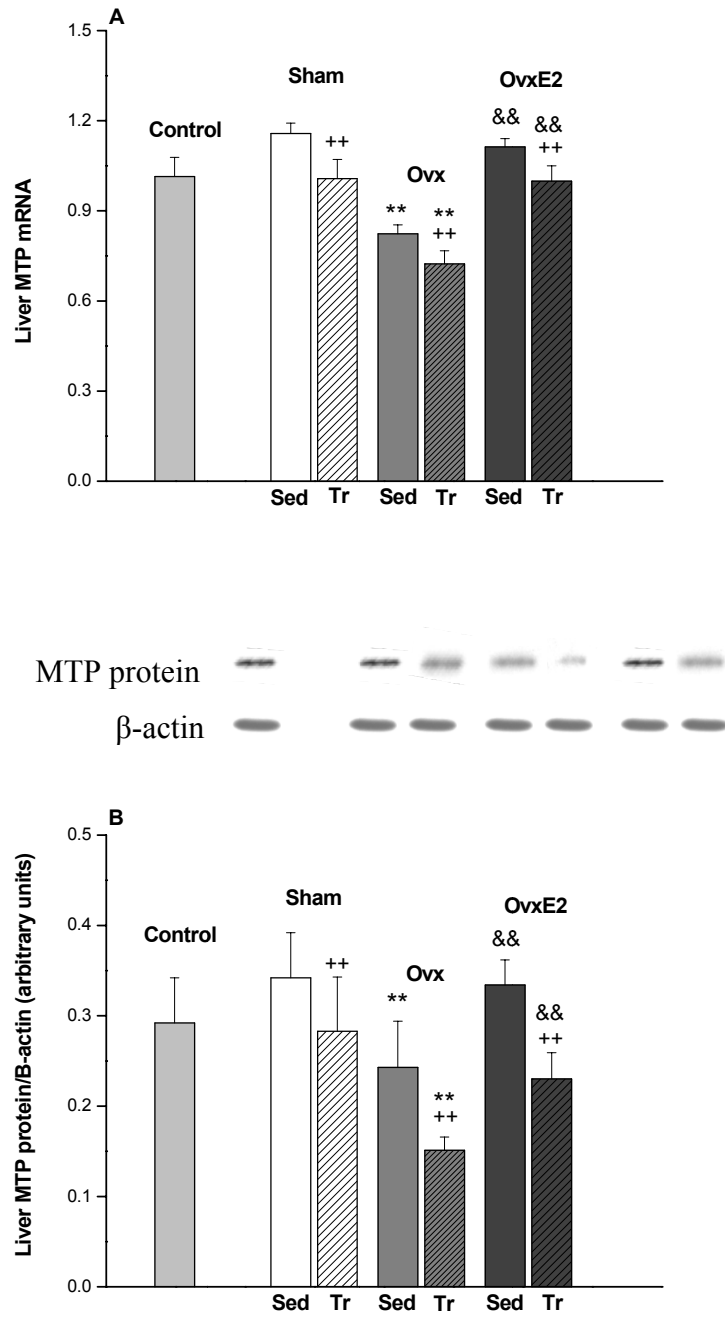 A
1.5
Sham
OvxE2
1.2
Control
&& &&
++ ++
Ovx
0.9
** **
++
Liver MTP mRNA
0.6
0.3
0.0
Sed Tr Sed Tr Sed Tr
MTP protein
β-actin
B
0.5
Sham
OvxE2
0.4
Control
&&
++
Ovx
**
&&
++
0.3
**
++
Liver MTP protein/B-actin (arbitrary units)
0.2
0.1
0.0
Sed Tr Sed Tr Sed Tr